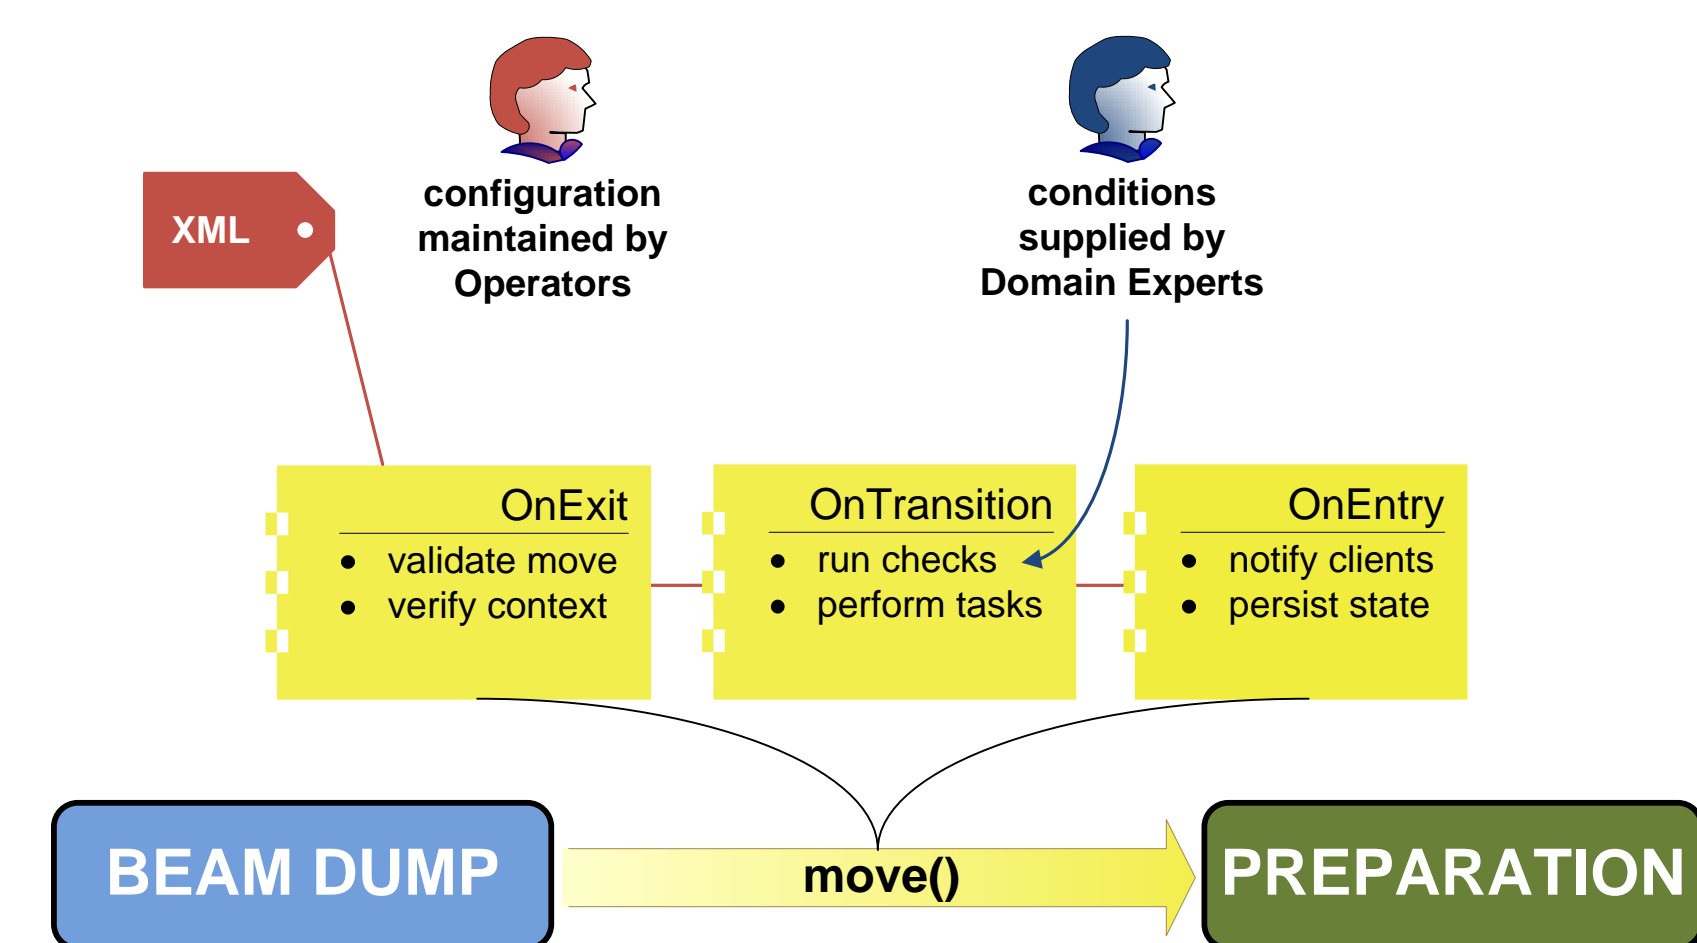 XML
configuration
maintained by
Operators
conditions
supplied by
Domain Experts
OnExit
• validate move
• verify context
OnTransition
• run checks
• perform tasks
OnEntry
• notify clients
• persist state
BEAM DUMP
move()
PREPARATION